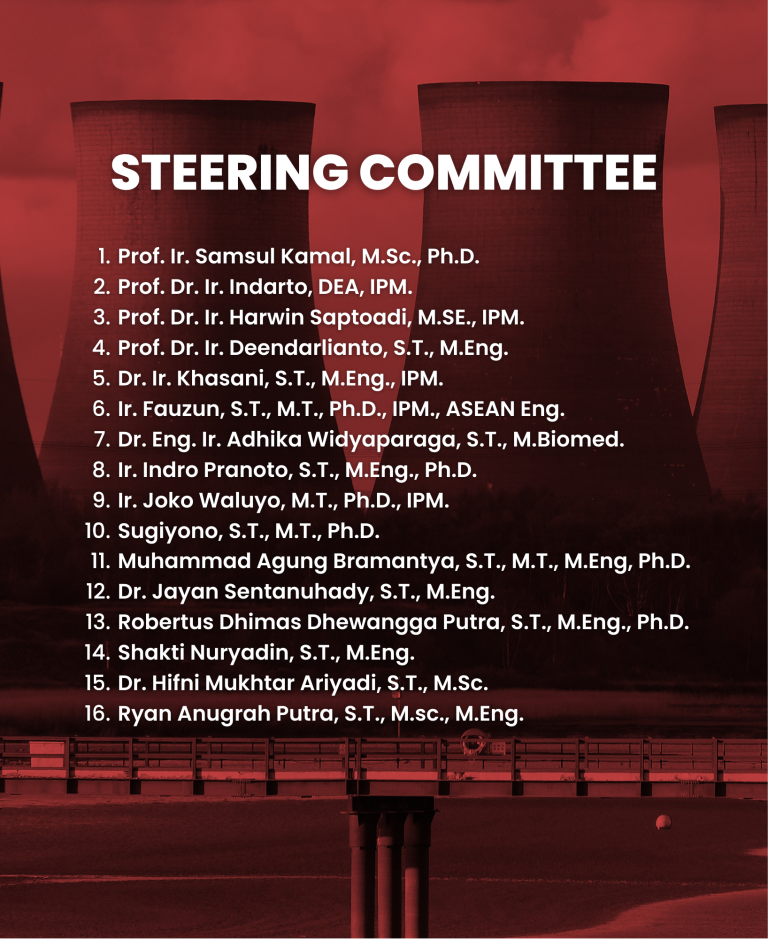 STEERING COMMITTEE
1. Prof. Ir. Samsul Kamal, M.Sc., Ph.D.
2. Prof. Dr. Ir. Indarto, DEA, IPM.
3. Prof. Dr. Ir. Harwin Saptoadi, M.SE., IPM.
4. Prof. Dr. Ir. Deendarlianto, S.T., M.Eng.
5. Dr. Ir. Khasani, S.T., M.Eng., IPM.
6. Ir. Fauzun, S.T., M.T., Ph.D., IPM., ASEAN Eng.
7. Dr. Eng. Ir. Adhika Widyaparaga, S.T., M.Biomed.
8. Ir. Indro Pranoto, S.T., M.Eng., Ph.D.
9. Ir. Joko Waluyo, M.T., Ph.D., IPM.
10. Sugiyono, S.T., M.T., Ph.D.
11. Muhammad Agung Bramantya, S.T., M.T., M.Eng, Ph.D.
12. Dr. Jayan Sentanuhady, S.T., M.Eng.
13. Robertus Dhimas Dhewangga Putra, S.T., M.Eng., Ph.D.
14. Shakti Nuryadin, S.T., M.Eng.
15. Dr. Hifni Mukhtar Ariyadi, S.T., M.Sc.
16. Ryan Anugrah Putra, S.T., M.sc., M.Eng.